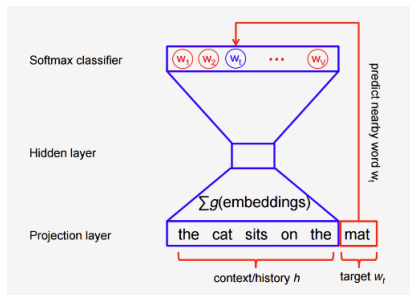 Softmax classifier
w1 w2 wt ... wV
predict nearby word wt
Hidden layer
∑g(embeddings)
Projection layer
the cat sits on the mat
context/history h
target wt